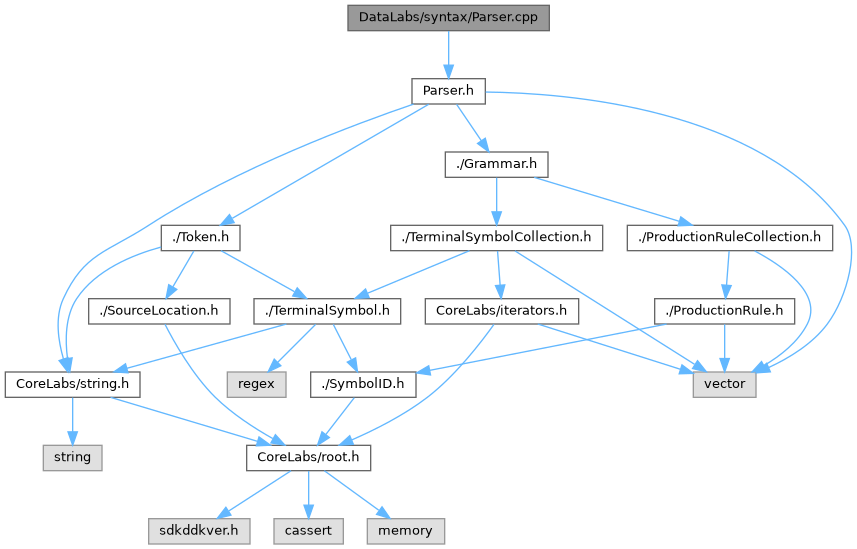 DataLabs/syntax/Parser.cpp
Parser.h
./Grammar.h
./Token.h
./TerminalSymbolCollection.h
./ProductionRuleCollection.h
./SourceLocation.h
./TerminalSymbol.h
CoreLabs/iterators.h
./ProductionRule.h
CoreLabs/string.h
regex
./SymbolID.h
vector
string
CoreLabs/root.h
sdkddkver.h
cassert
memory